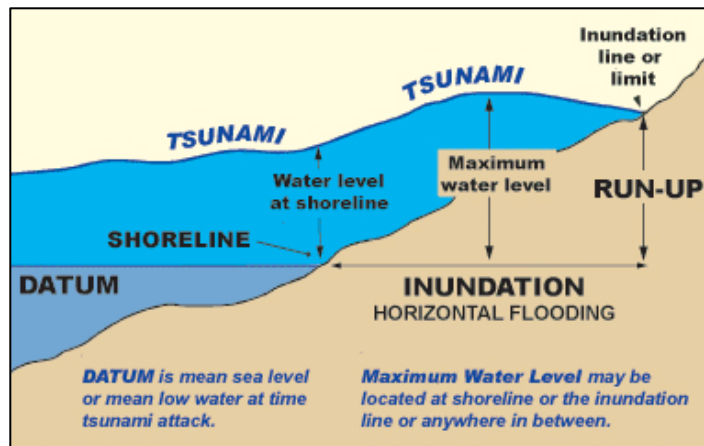 Inundation
line or
limit
TSUNAMI
TSUNAMI
Water level
at shoreline
Maximum
water level
RUN-UP
SHORELINE
DATUM
INUNDATION
HORIZONTAL FLOODING
DATUM is mean sea level
or mean low water at time
tsunami attack.
Maximum Water Level may be
located at shoreline or the inundation
line or anywhere in between.